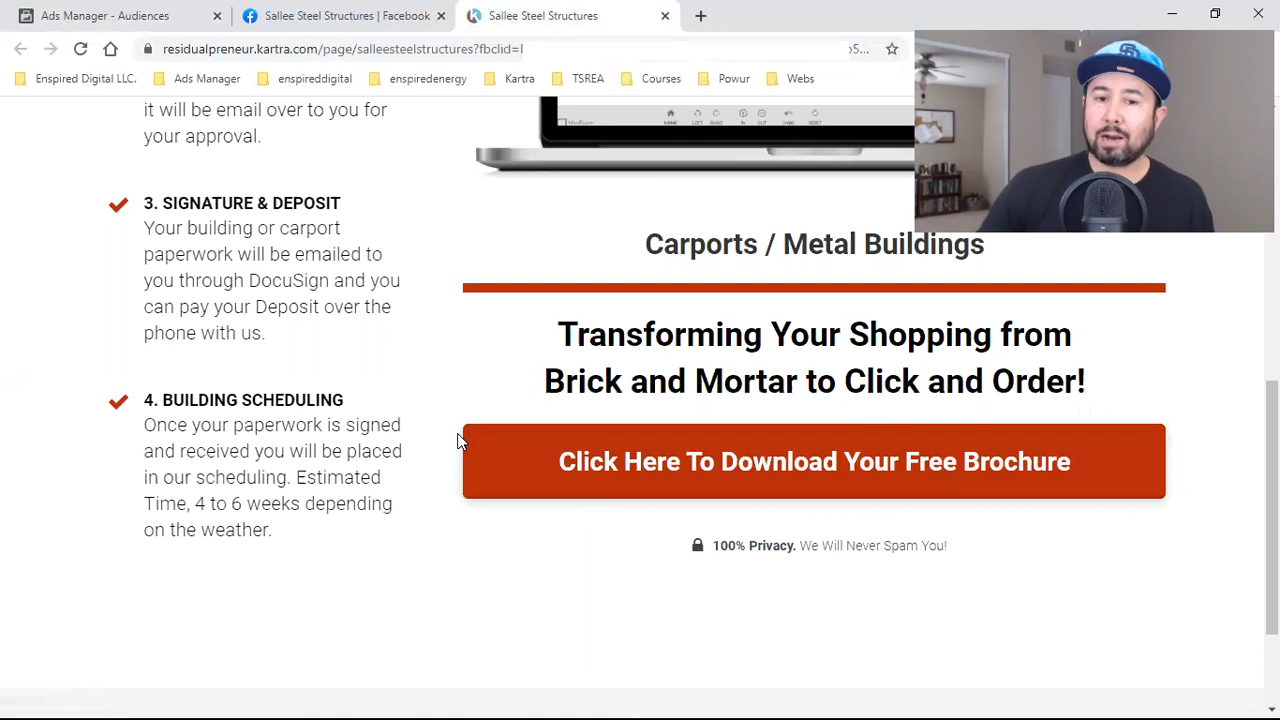 Ads Manager - Audiences
Sallee Steel Structures | Facebook
Sallee Steel Structures
residualpreneur.kartra.com/page/salleesteelstructures?fbclid=I
Enspired Digital LLC.
Ads Manager
enspireddigital
enspiredenergy
Kartra
TSREA
Courses
Powur
Webs
it will be email over to you for
your approval.
3. SIGNATURE & DEPOSIT
Your building or carport
paperwork will be emailed to
you through DocuSign and you
can pay your Deposit over the
phone with us.
4. BUILDING SCHEDULING
Once your paperwork is signed
and received you will be placed
in our scheduling. Estimated
Time, 4 to 6 weeks depending
on the weather.
Carports / Metal Buildings
Transforming Your Shopping from
Brick and Mortar to Click and Order!
Click Here To Download Your Free Brochure
100% Privacy. We Will Never Spam You!